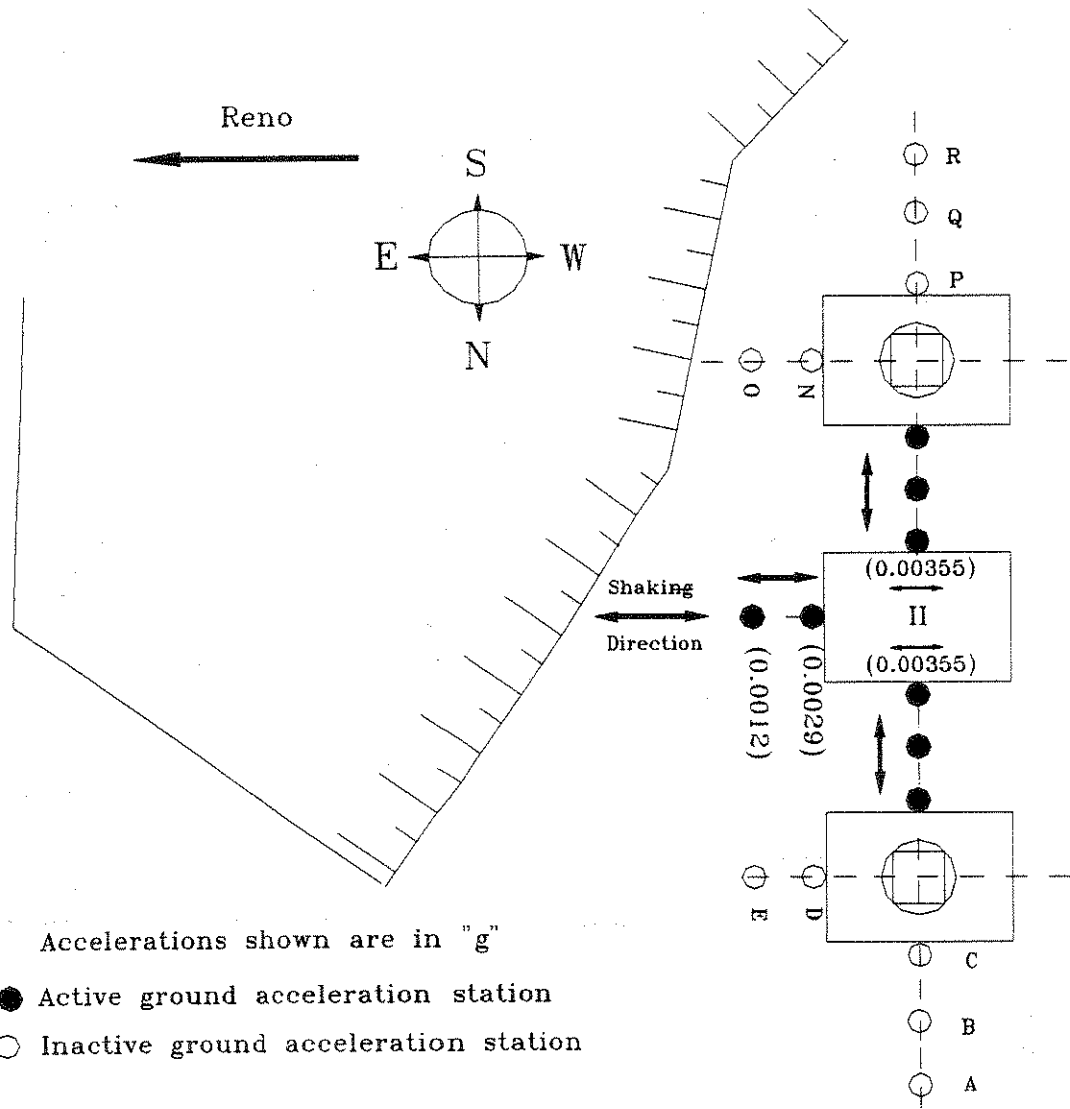 Reno
S
E
W
N
R
Q
P
O
N
(0.00355)
Shaking
II
Direction
(0.00355)
(0.0012)
(0.0029)
E
D
Accelerations shown are in "g"
C
Active ground acceleration station
B
Inactive ground acceleration station
A